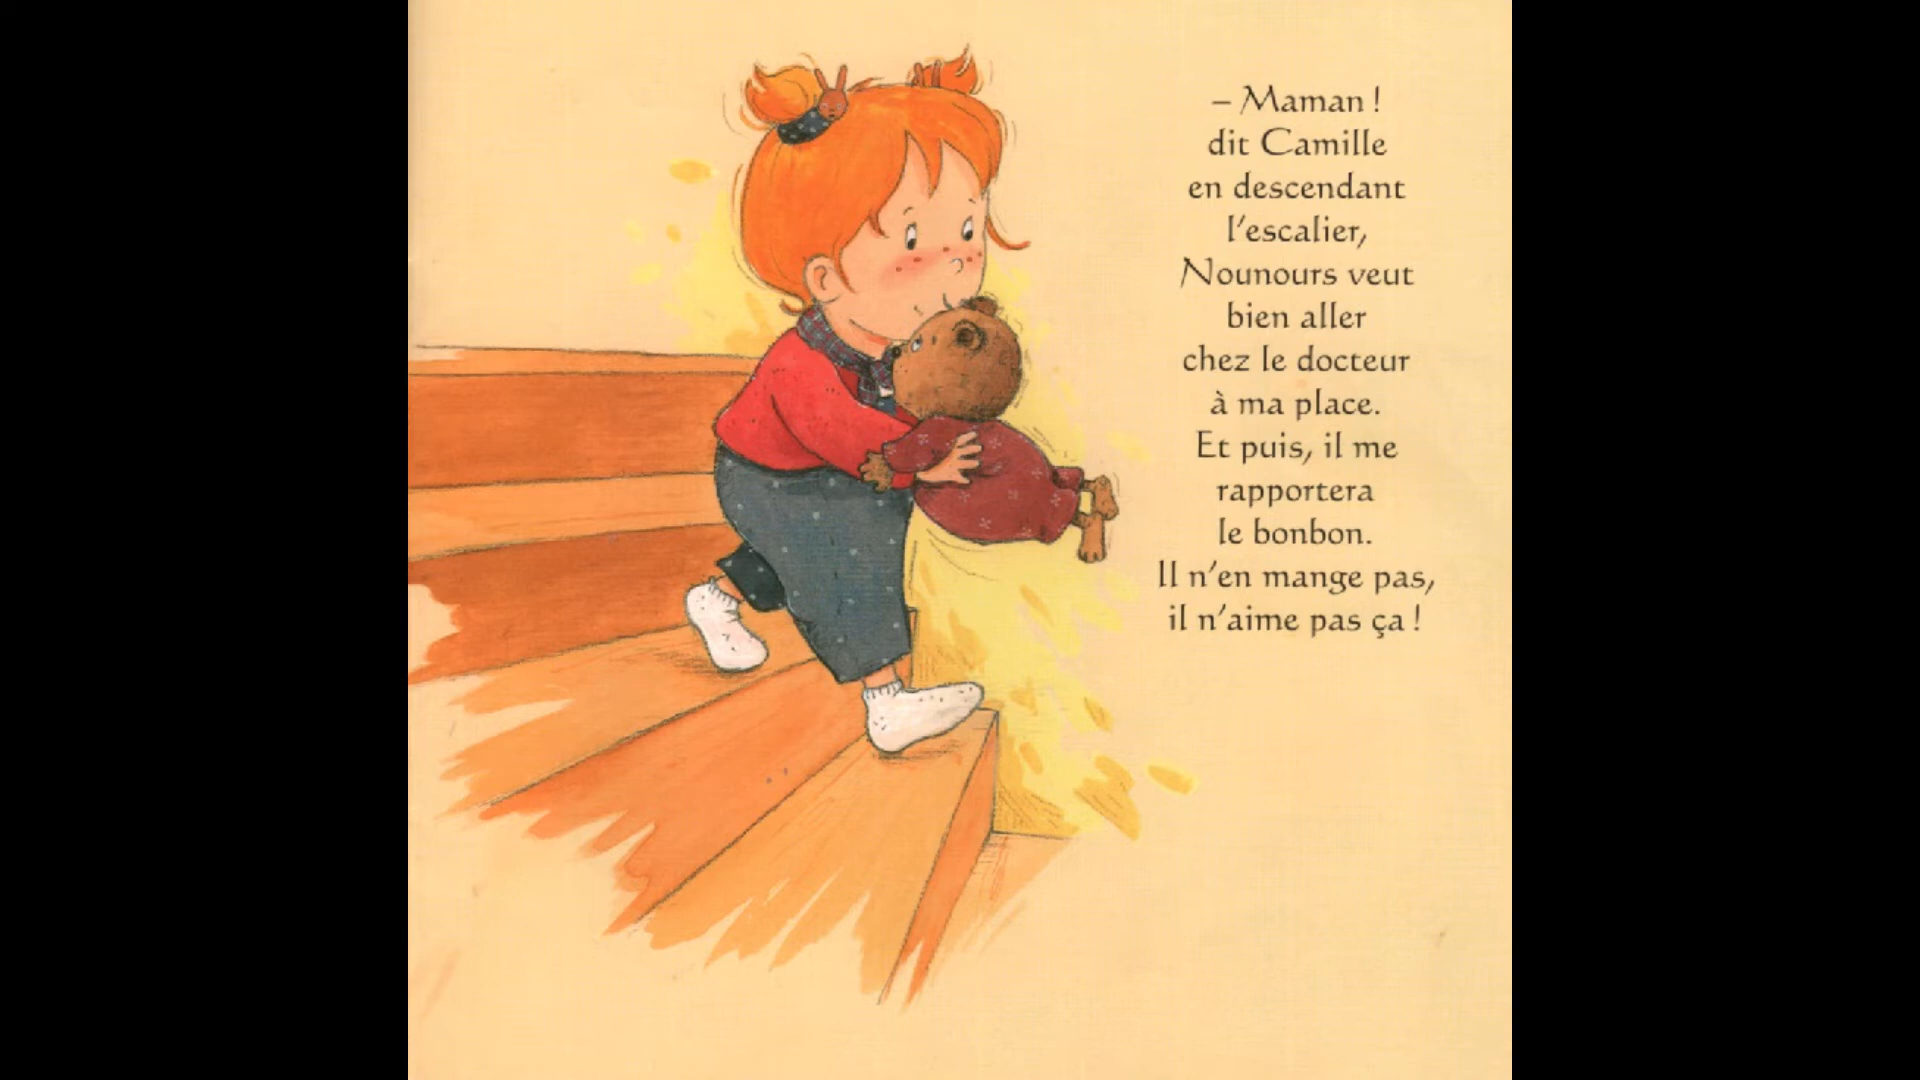 – Maman !
dit Camille
en descendant
l'escalier,
Nounours veut
bien aller
chez le docteur
à ma place.
Et puis, il me
rapportera
le bonbon.
Il n'en mange pas,
il n'aime pas ça !